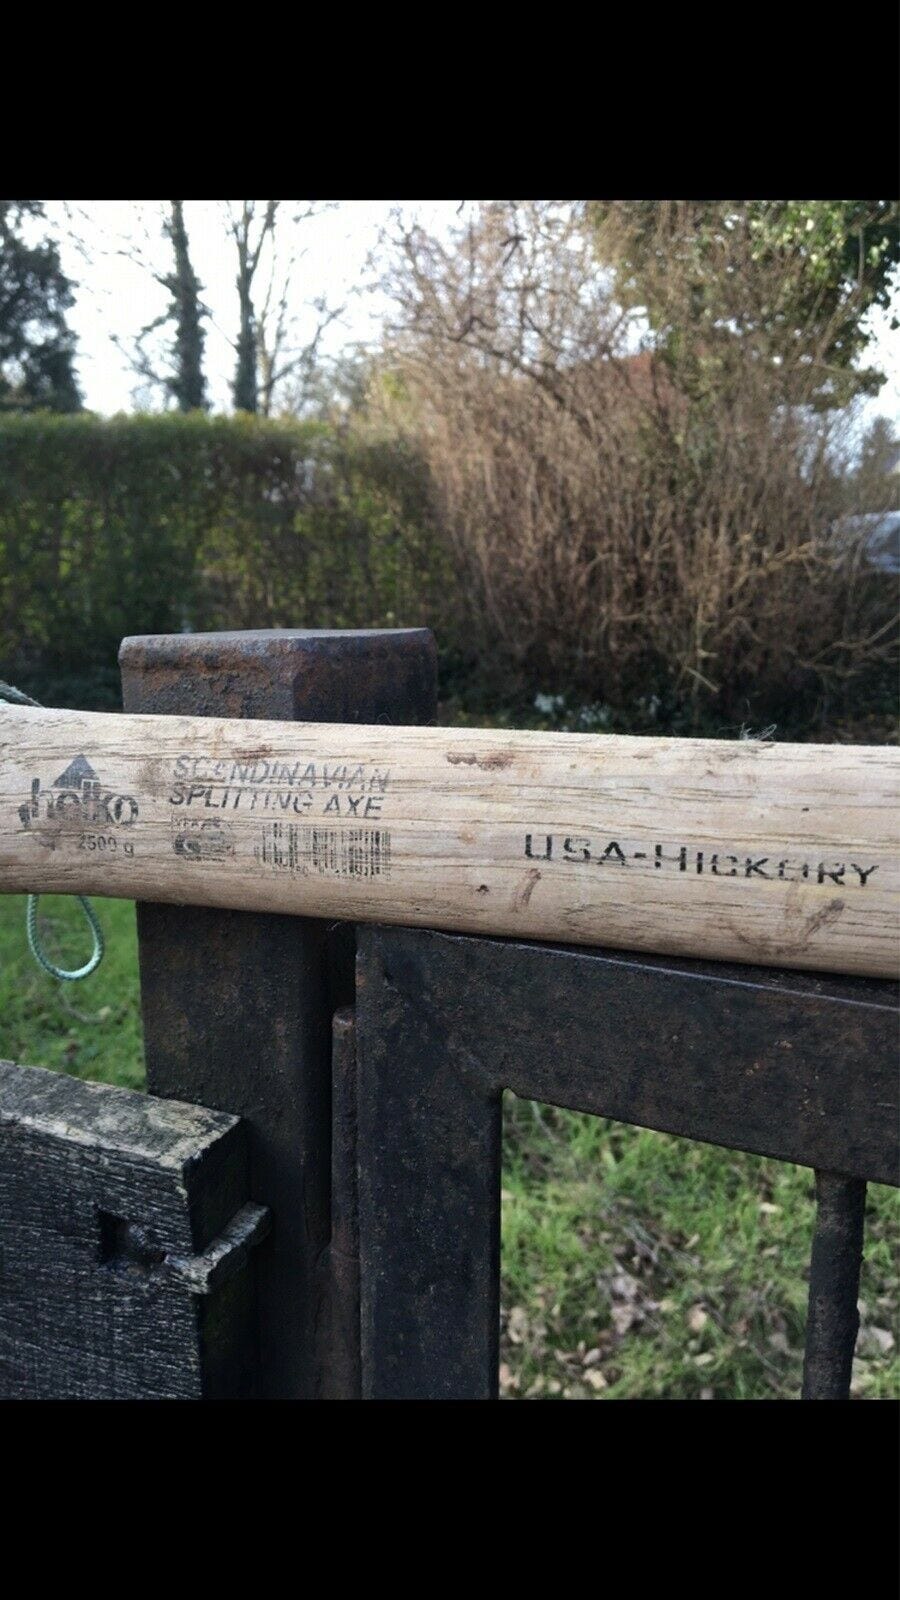 helko
2500 g
SCANDINAVIAN
SPLITTING AXE
USA-HICKORY